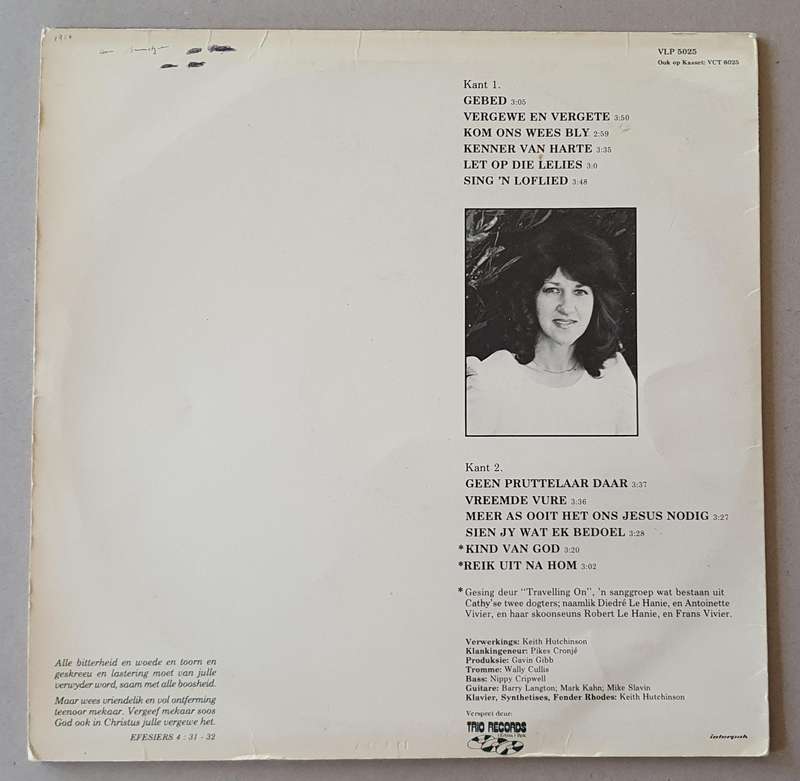 VLP 5025
Ook op Kasset: VCT 6025
Kant 1.
GEBED 3:05
VERGEWE EN VERGETE 3:50
KOM ONS WEES BLY 2:59
KENNER VAN HARTE 3:35
LET OP DIE LELIES 3:0
SING 'N LOFLIED 3:48
Kant 2.
GEEN PRUTTELAAR DAAR 3:37
VREEMDE VURE 3:36
MEER AS OOIT HET ONS JESUS NODIG 3:27
SIEN JY WAT EK BEDOEL 3:28
*KIND VAN GOD 3:20
*REIK UIT NA HOM 3:02
* Gesing deur "Travelling On", 'n sanggroep wat bestaan uit
Cathy'se twee dogters; naamlik Diedré Le Hanie, en Antoinette
Vivier, en haar skoonseuns Robert Le Hanie, en Frans Vivier.
Verwerkings: Keith Hutchinson
Klankingeneur: Pikes Cronjé
Produksie: Gavin Gibb
Tromme: Wally Cullis
Bass: Nippy Cripwell
Guitare: Barry Langton; Mark Kahn; Mike Slavin
Klavier, Synthetises, Fender Rhodes: Keith Hutchinson
Versprei deur:
TRIO RECORDS
Alle bitterheid en woede en toorn en
geskreeu en lastering moet van julle
verwyder word, saam met alle boosheid.
Maar wees vriendelik en vol ontferming
teenoor mekaar. Vergeef mekaar soos
God ook in Christus julle vergewe het.
EFESIERS 4 : 31 - 32
interpak